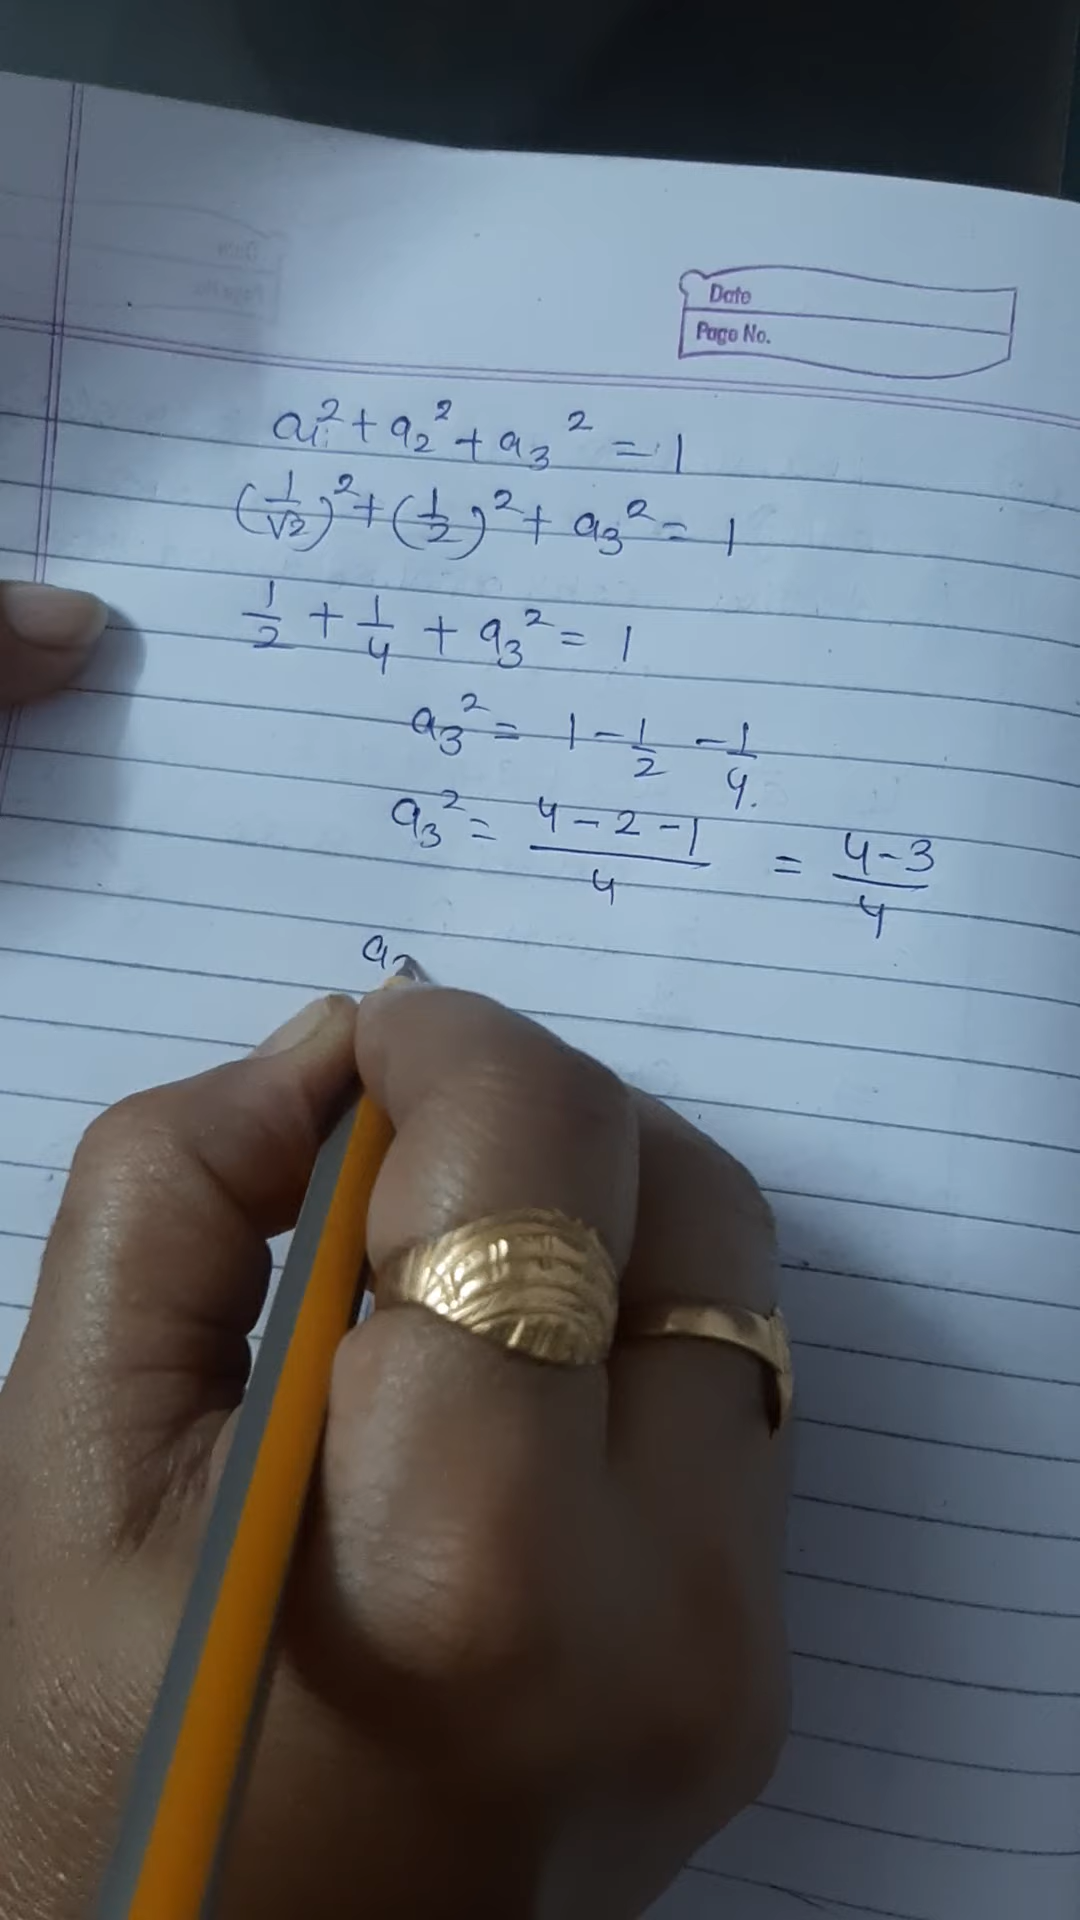 Date
Page No.
a₁² + a₂² + a₃² = 1
(1/√2)² + (1/2)² + a₃² = 1
1/2 + 1/4 + a₃² = 1
a₃² = 1 - 1/2 - 1/4.
a₃² = (4-2-1)/4 = (4-3)/4
a